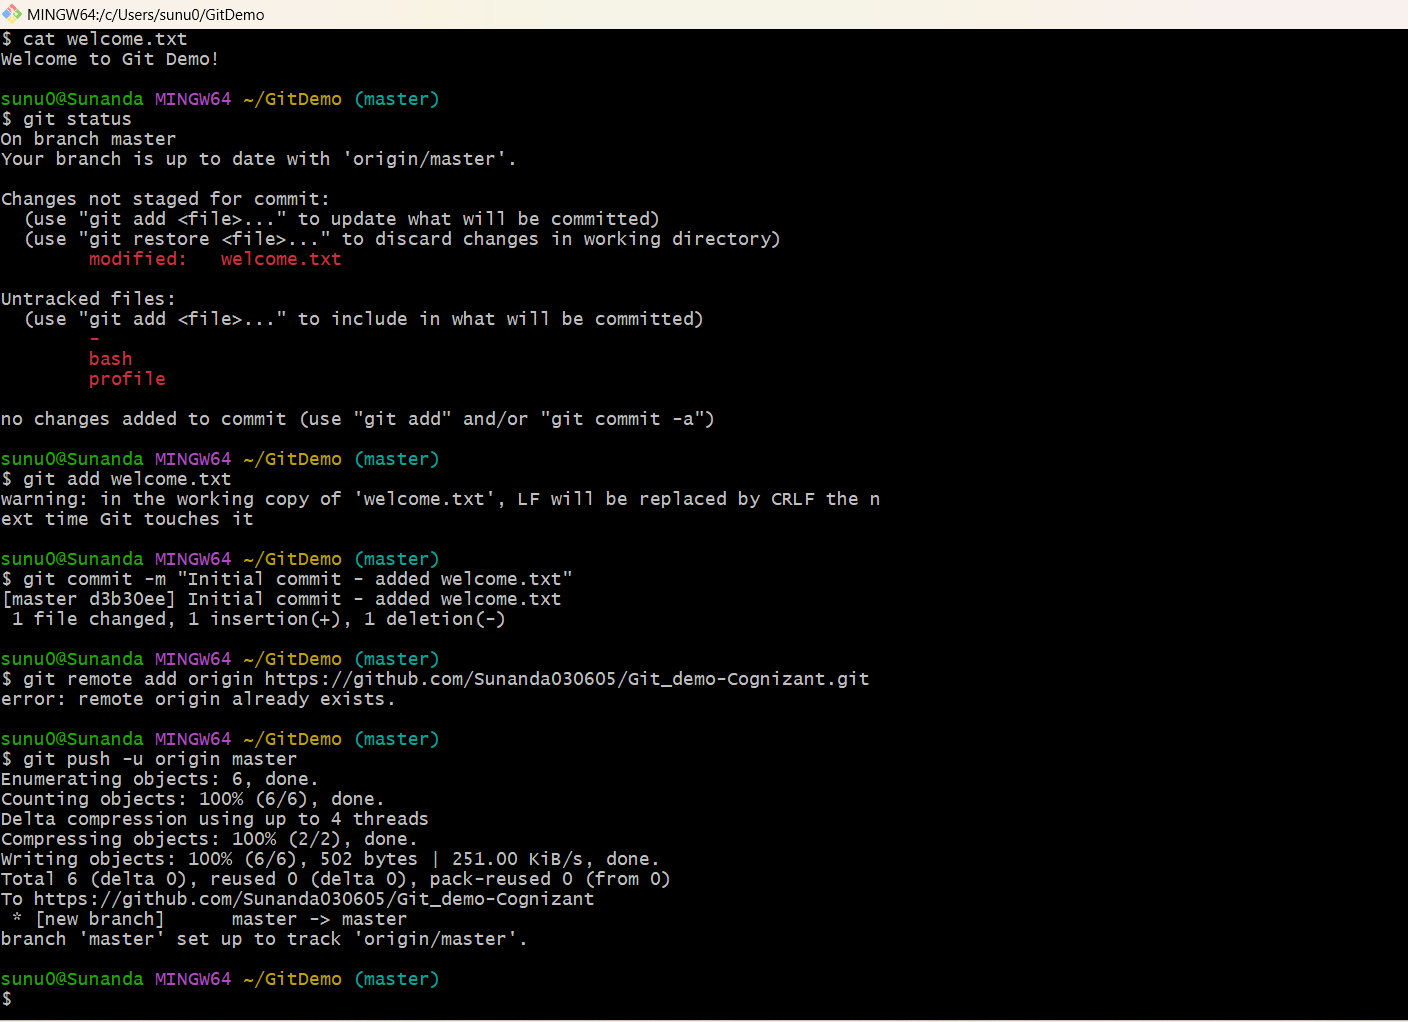 MINGW64:/c/Users/sunu0/GitDemo
$ cat welcome.txt
Welcome to Git Demo!
sunu0@Sunanda MINGW64 ~/GitDemo (master)
$ git status
On branch master
Your branch is up to date with 'origin/master'.
Changes not staged for commit:
  (use "git add <file>..." to update what will be committed)
  (use "git restore <file>..." to discard changes in working directory)
        modified:   welcome.txt
Untracked files:
  (use "git add <file>..." to include in what will be committed)
        -
        bash
        profile
no changes added to commit (use "git add" and/or "git commit -a")
sunu0@Sunanda MINGW64 ~/GitDemo (master)
$ git add welcome.txt
warning: in the working copy of 'welcome.txt', LF will be replaced by CRLF the n
ext time Git touches it
sunu0@Sunanda MINGW64 ~/GitDemo (master)
$ git commit -m "Initial commit - added welcome.txt"
[master d3b30ee] Initial commit - added welcome.txt
 1 file changed, 1 insertion(+), 1 deletion(-)
sunu0@Sunanda MINGW64 ~/GitDemo (master)
$ git remote add origin https://github.com/Sunanda030605/Git_demo-Cognizant.git
error: remote origin already exists.
sunu0@Sunanda MINGW64 ~/GitDemo (master)
$ git push -u origin master
Enumerating objects: 6, done.
Counting objects: 100% (6/6), done.
Delta compression using up to 4 threads
Compressing objects: 100% (2/2), done.
Writing objects: 100% (6/6), 502 bytes | 251.00 KiB/s, done.
Total 6 (delta 0), reused 0 (delta 0), pack-reused 0 (from 0)
To https://github.com/Sunanda030605/Git_demo-Cognizant
 * [new branch]      master -> master
branch 'master' set up to track 'origin/master'.
sunu0@Sunanda MINGW64 ~/GitDemo (master)
$